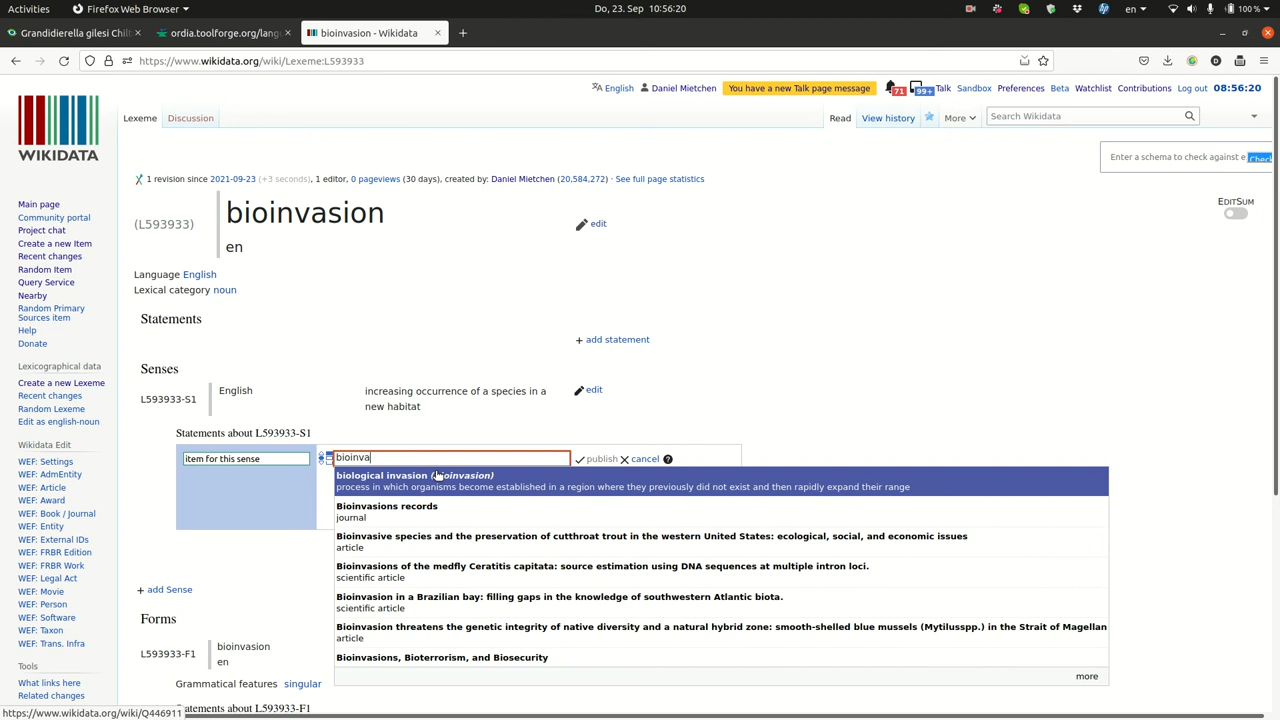 Activities
Firefox Web Browser
Do, 23. Sep 10:56:20
en
100 %
Grandidierella gilesi Chilt
ordia.toolforge.org/langu
bioinvasion - Wikidata
https://www.wikidata.org/wiki/Lexeme:L593933
English
Daniel Mietchen
You have a new Talk page message
71
99+
Talk
Sandbox
Preferences
Beta
Watchlist
Contributions
Log out
08:56:20
WIKIDATA
Lexeme
Discussion
Read
View history
More
Search Wikidata
Enter a schema to check against e
Check
1 revision since 2021-09-23 (+3 seconds), 1 editor, 0 pageviews (30 days), created by: Daniel Mietchen (20,584,272) · See full page statistics
EDITSUM
(L593933)
bioinvasion
en
edit
Language English
Lexical category noun
Statements
+ add statement
Senses
L593933-S1
English
increasing occurrence of a species in a
new habitat
edit
Statements about L593933-S1
item for this sense
bioinva
publish
cancel
biological invasion (bioinvasion)
process in which organisms become established in a region where they previously did not exist and then rapidly expand their range
Bioinvasions records
journal
Bioinvasive species and the preservation of cutthroat trout in the western United States: ecological, social, and economic issues
article
Bioinvasions of the medfly Ceratitis capitata: source estimation using DNA sequences at multiple intron loci.
scientific article
Bioinvasion in a Brazilian bay: filling gaps in the knowledge of southwestern Atlantic biota.
scientific article
Bioinvasion threatens the genetic integrity of native diversity and a natural hybrid zone: smooth-shelled blue mussels (Mytilusspp.) in the Strait of Magellan
article
Bioinvasions, Bioterrorism, and Biosecurity
more
+ add Sense
Forms
L593933-F1
bioinvasion
en
Grammatical features singular
Statements about L593933-F1
Main page
Community portal
Project chat
Create a new Item
Recent changes
Random Item
Query Service
Nearby
Random Primary
Sources item
Help
Donate
Lexicographical data
Create a new Lexeme
Recent changes
Random Lexeme
Edit as english-noun
Wikidata Edit
WEF: Settings
WEF: AdmEntity
WEF: Article
WEF: Award
WEF: Book / Journal
WEF: Entity
WEF: External IDs
WEF: FRBR Edition
WEF: FRBR Work
WEF: Legal Act
WEF: Movie
WEF: Person
WEF: Software
WEF: Taxon
WEF: Trans. Infra
Tools
What links here
Related changes
https://www.wikidata.org/wiki/Q446911